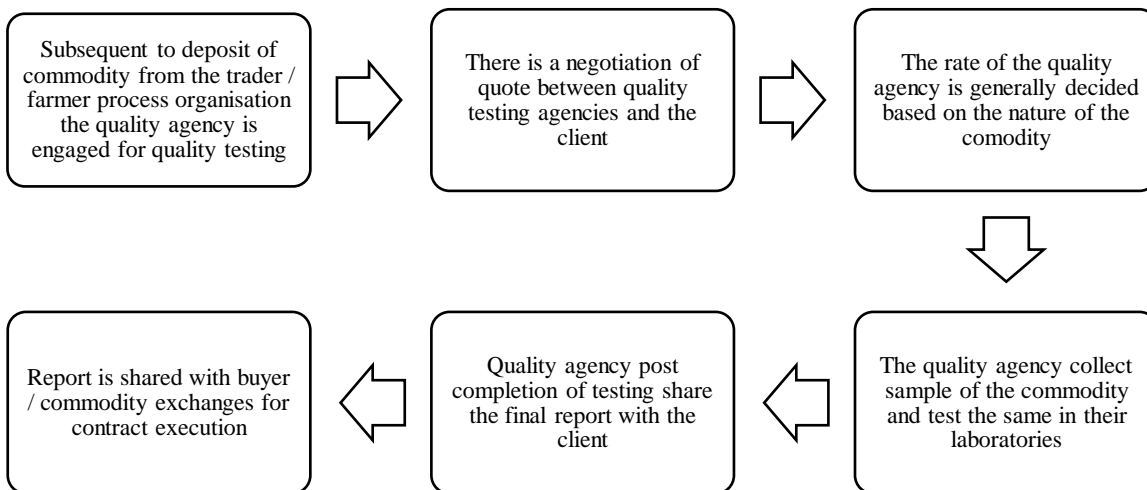 Subsequent to deposit of
commodity from the trader /
farmer process organisation
the quality agency is
engaged for quality testing
There is a negotiation of
quote between quality
testing agencies and the
client
The rate of the quality
agency is generally decided
based on the nature of the
comodity
The quality agency collect
sample of the commodity
and test the same in their
laboratories
Quality agency post
completion of testing share
the final report with the
client
Report is shared with buyer
/ commodity exchanges for
contract execution